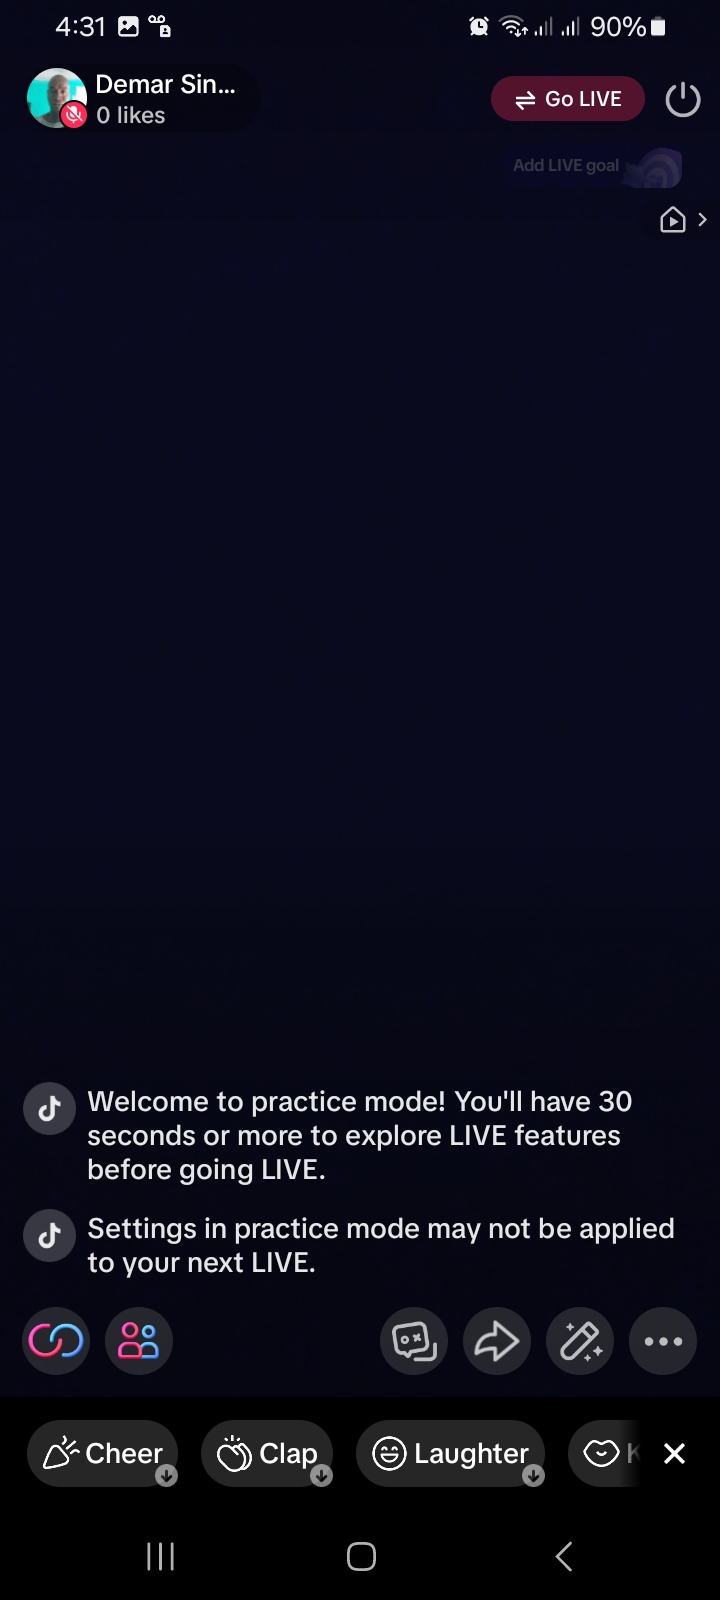 4:31 90%
Demar Sin...
0 likes
Go LIVE
Add LIVE goal
Welcome to practice mode! You'll have 30
seconds or more to explore LIVE features
before going LIVE.
Settings in practice mode may not be applied
to your next LIVE.
Cheer Clap Laughter